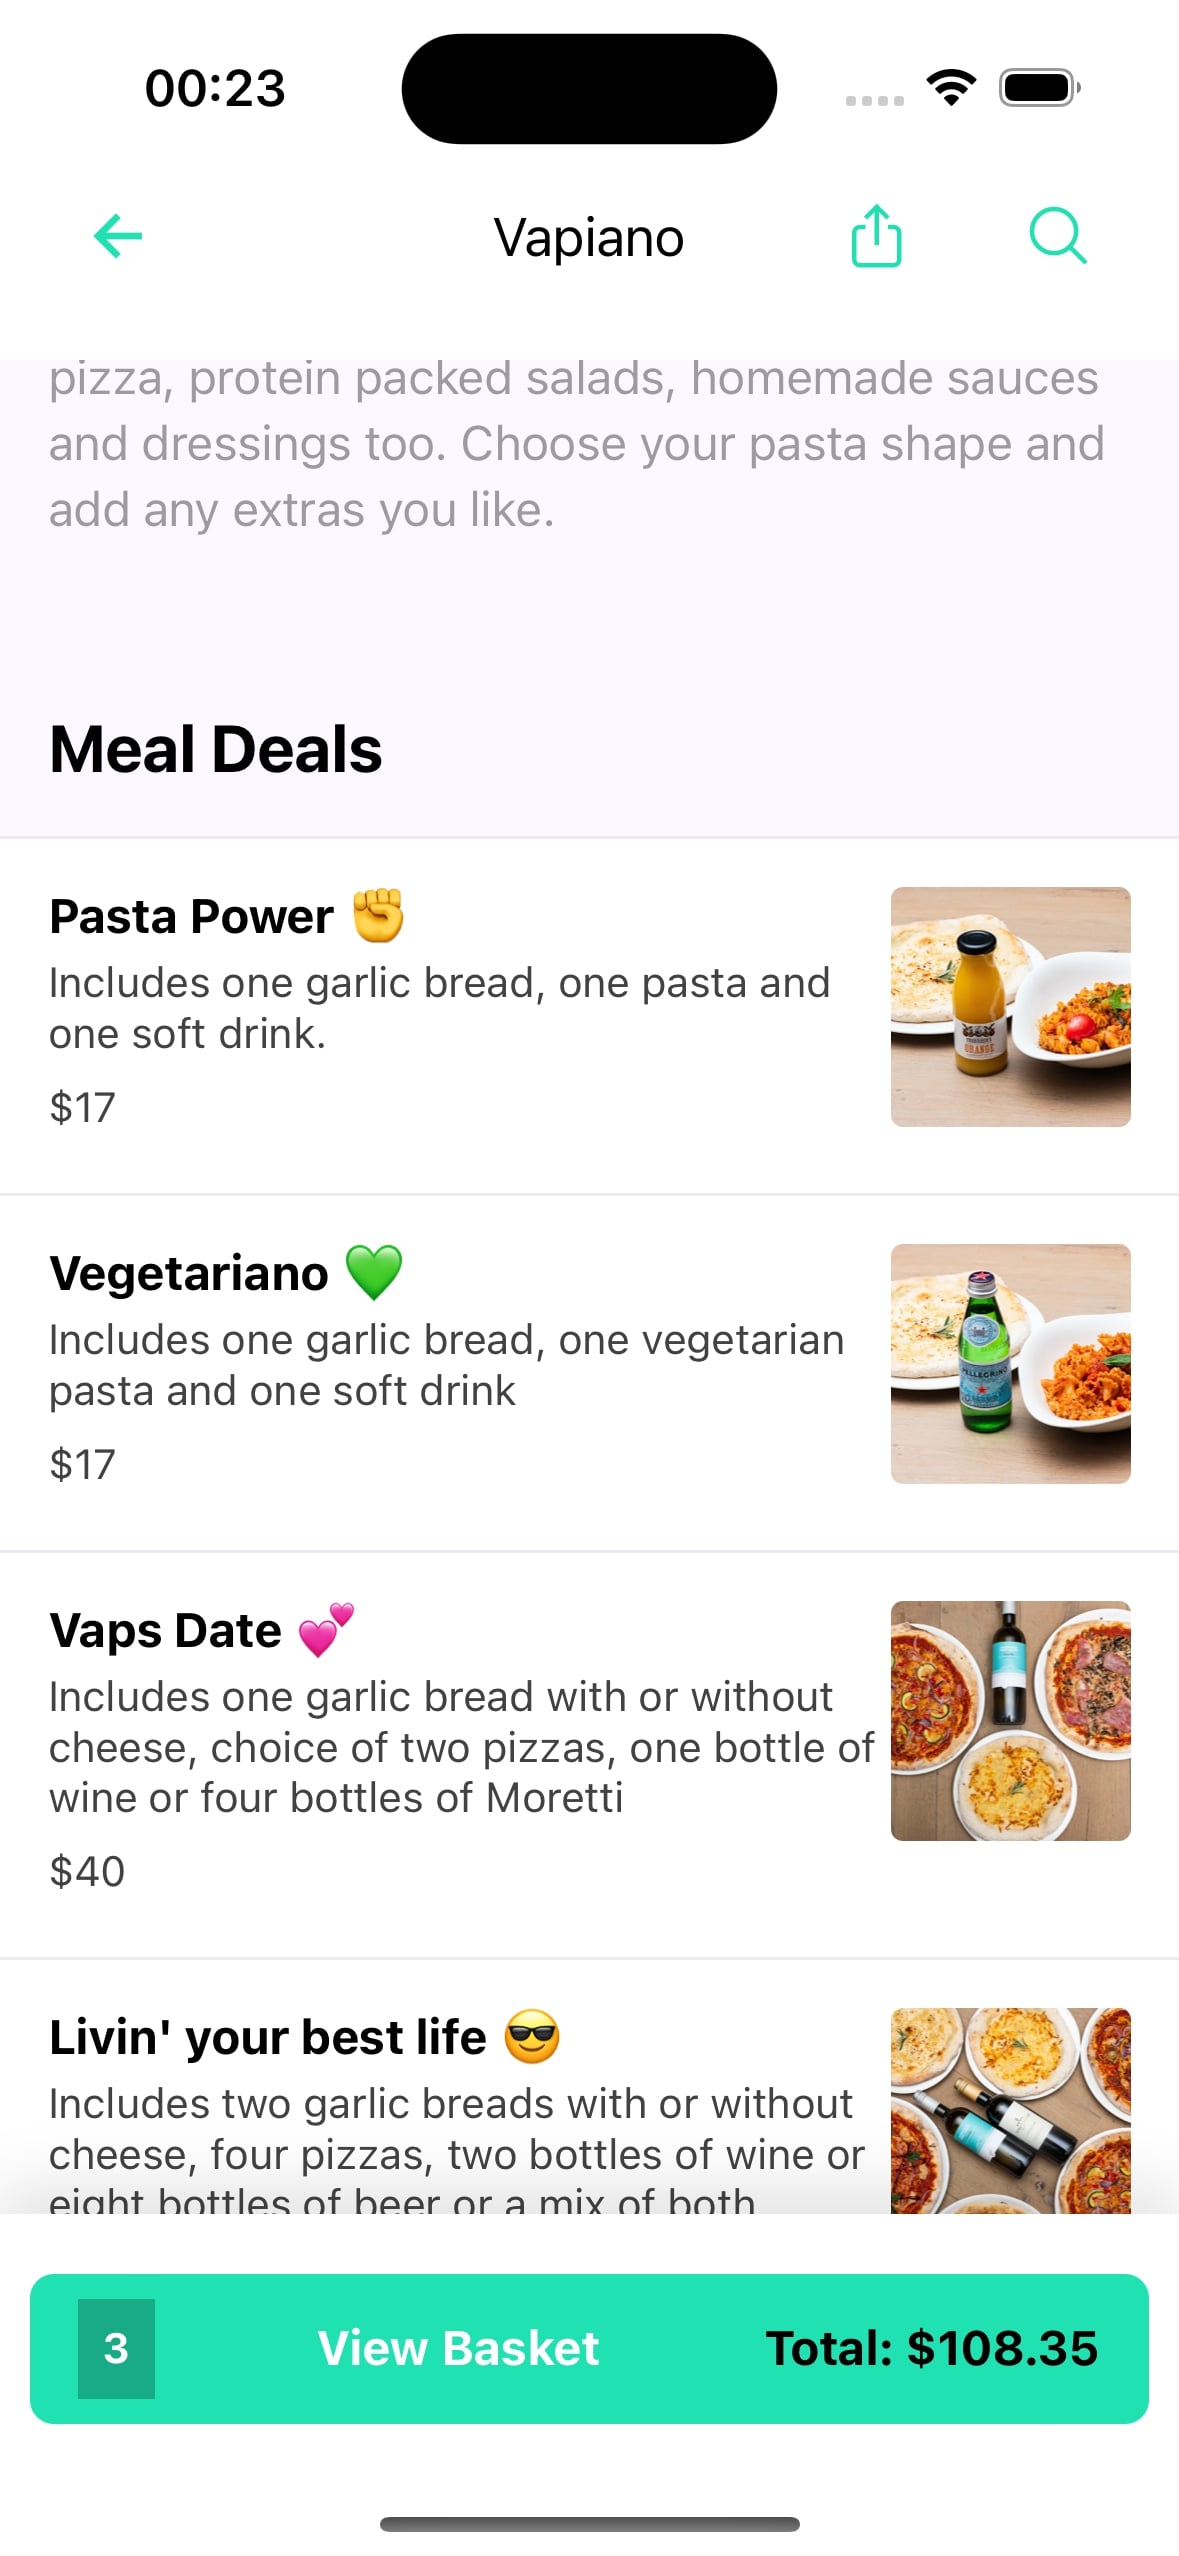 00:23
Vapiano
pizza, protein packed salads, homemade sauces
and dressings too. Choose your pasta shape and
add any extras you like.
Meal Deals
Pasta Power ✊
Includes one garlic bread, one pasta and
one soft drink.
$17
ORANGE
Vegetariano 💚
Includes one garlic bread, one vegetarian
pasta and one soft drink
$17
PELLEGRINO
Vaps Date 💕
Includes one garlic bread with or without
cheese, choice of two pizzas, one bottle of
wine or four bottles of Moretti
$40
Livin' your best life 😎
Includes two garlic breads with or without
cheese, four pizzas, two bottles of wine or
eight bottles of beer or a mix of both
3 View Basket Total: $108.35